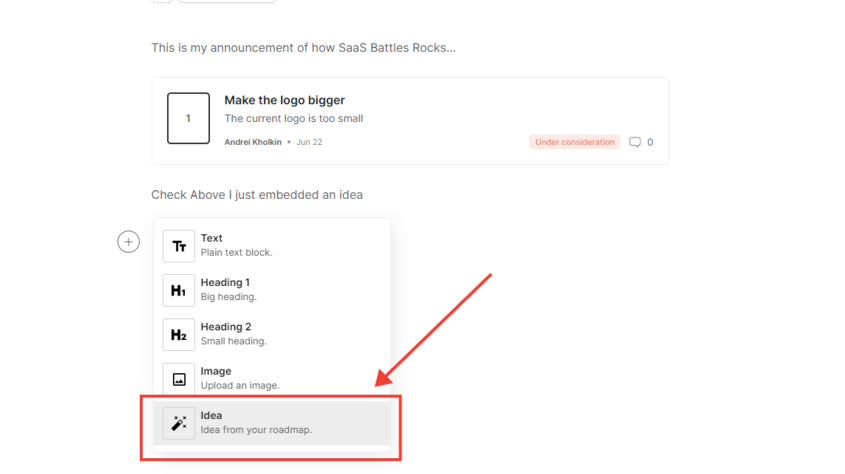 This is my announcement of how SaaS Battles Rocks...
1
Make the logo bigger
The current logo is too small
Andrei Kholkin • Jun 22
Under consideration
0
Check Above I just embedded an idea
Text
Plain text block.
H1
Heading 1
Big heading.
H2
Heading 2
Small heading.
Image
Upload an image.
Idea
Idea from your roadmap.